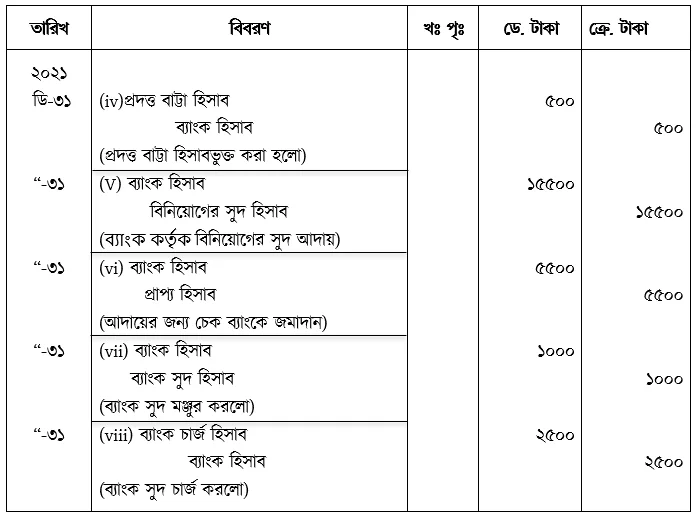 তারিখ বিবরণ খঃ পৃঃ ডে. টাকা ক্রে. টাকা
২০২১
ডি-৩১ (iv)প্রদত্ত বাট্টা হিসাব ৫০০
ব্যাংক হিসাব ৫০০
(প্রদত্ত বাট্টা হিসাবভুক্ত করা হলো)
“-৩১ (V) ব্যাংক হিসাব ১৫৫০০
বিনিয়োগের সুদ হিসাব ১৫৫০০
(ব্যাংক কর্তৃক বিনিয়োগের সুদ আদায়)
“-৩১ (vi) ব্যাংক হিসাব ৫৫০০
প্রাপ্য হিসাব ৫৫০০
(আদায়ের জন্য চেক ব্যাংকে জমাদান)
“-৩১ (vii) ব্যাংক হিসাব ১০০০
ব্যাংক সুদ হিসাব ১০০০
(ব্যাংক সুদ মঞ্জুর করলো)
“-৩১ (viii) ব্যাংক চার্জ হিসাব ২৫০০
ব্যাংক হিসাব ২৫০০
(ব্যাংক সুদ চার্জ করলো)